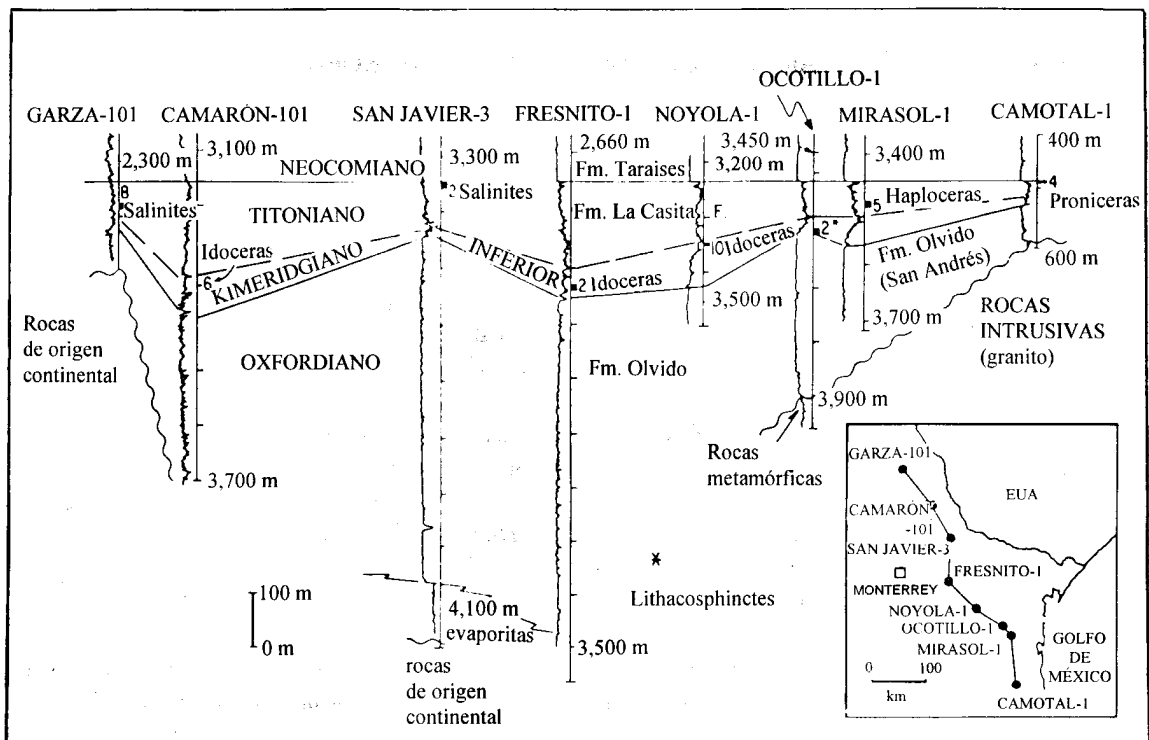 OCOTILLO-1
GARZA-101 CAMARÓN-101 SAN JAVIER-3 FRESNITO-1 NOYOLA-1 MIRASOL-1 CAMOTAL-1
2,300 m
3,100 m
3,300 m
2,660 m
3,200 m
3,450 m
3,400 m
400 m
NEOCOMIANO
Fm. Taraises
8
Salinites
2 Salinites
TITONIANO
Fm. La Casita
F.
5
Haploceras
4
Proniceras
Idoceras
6
KIMERIDGIANO
INFERIOR
2 Idoceras
10 Idoceras
2
Fm. Olvido
(San Andrés)
600 m
3,500 m
3,700 m
ROCAS
INTRUSIVAS
(granito)
Rocas
de origen
continental
OXFORDIANO
Fm. Olvido
3,900 m
Rocas
metamórficas
3,700 m
Lithacosphinctes
100 m
0 m
4,100 m
evaporitas
3,500 m
rocas
de origen
continental
GARZA-101
EUA
CAMARÓN
-101
SAN JAVIER-3
FRESNITO-1
MONTERREY
NOYOLA-1
OCOTILLO-1
MIRASOL-1
GOLFO
DE
MÉXICO
0 100
km
CAMOTAL-1